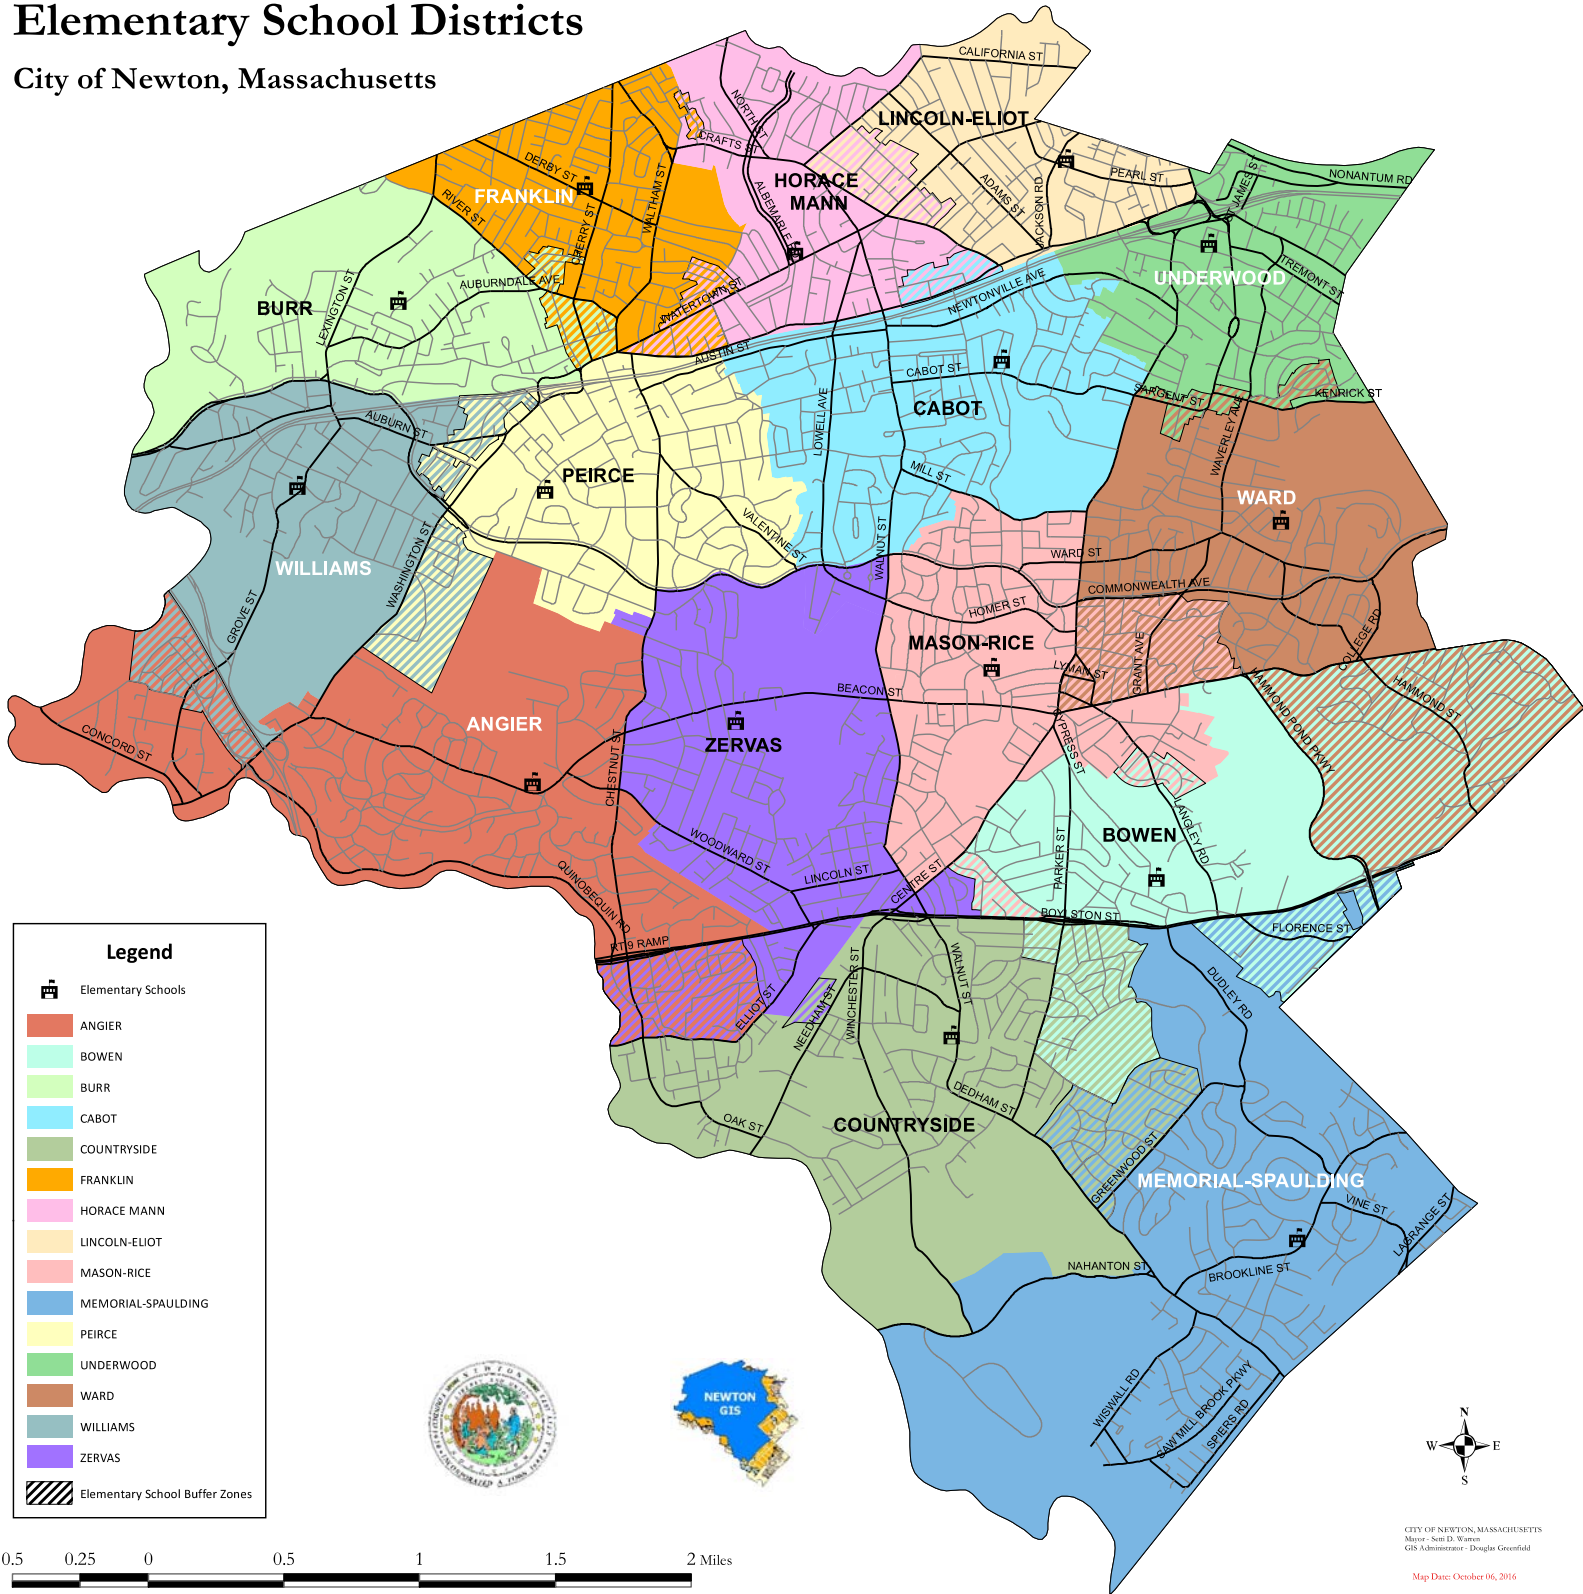 Elementary School Districts
City of Newton, Massachusetts
CALIFORNIA ST
NORTH ST
LINCOLN-ELIOT
CRAFTS ST
DERBY ST
FRANKLIN
WALTHAM ST
HORACE
MANN
ADAMS ST
JACKSON RD
PEARL ST
ST JAMES ST
NONANTUM RD
RIVER ST
CHERRY ST
ALBEMARLE RD
UNDERWOOD
TREMONT ST
BURR
LEXINGTON ST
AUBURNDALE AVE
WATERTOWN ST
NEWTONVILLE AVE
AUSTIN ST
CABOT ST
SARGENT ST
KENRICK ST
AUBURN ST
LOWELL AVE
CABOT
WAVERLEY AVE
PEIRCE
MILL ST
WARD
VALENTINE ST
WALNUT ST
WILLIAMS
WASHINGTON ST
WARD ST
COMMONWEALTH AVE
GROVE ST
HOMER ST
MASON-RICE
LYMAN ST
GRANT AVE
COLLEGE RD
HAMMOND ST
HAMMOND POND PKWY
BEACON ST
CONCORD ST
ANGIER
CHESTNUT ST
ZERVAS
CYPRESS ST
LANGLEY RD
BOWEN
PARKER ST
WOODWARD ST
LINCOLN ST
CENTRE ST
QUINOBEQUIN RD
RT 9 RAMP
BOYLSTON ST
FLORENCE ST
ELLIOT ST
NEEDHAM ST
WINCHESTER ST
WALNUT ST
DUDLEY RD
OAK ST
DEDHAM ST
COUNTRYSIDE
GREENWOOD ST
MEMORIAL-SPAULDING
VINE ST
LAGRANGE ST
NAHANTON ST
BROOKLINE ST
WISWALL RD
SAW MILL BROOK PKWY
SPIERS RD
Legend
Elementary Schools
ANGIER
BOWEN
BURR
CABOT
COUNTRYSIDE
FRANKLIN
HORACE MANN
LINCOLN-ELIOT
MASON-RICE
MEMORIAL-SPAULDING
PEIRCE
UNDERWOOD
WARD
WILLIAMS
ZERVAS
Elementary School Buffer Zones
NEWTON
GIS
N
W E
S
0.5 0.25 0 0.5 1 1.5 2 Miles
CITY OF NEWTON, MASSACHUSETTS
Mayor - Setti D. Warren
GIS Administrator - Douglas Greenfield
Map Date: October 06, 2016